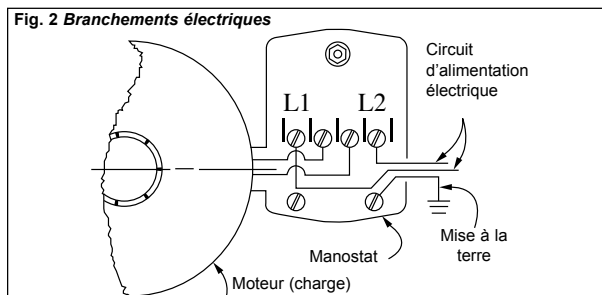 Fig. 2 Branchements électriques
Circuit
d'alimentation
électrique
L1 L2
Manostat
Mise à la
terre
Moteur (charge)